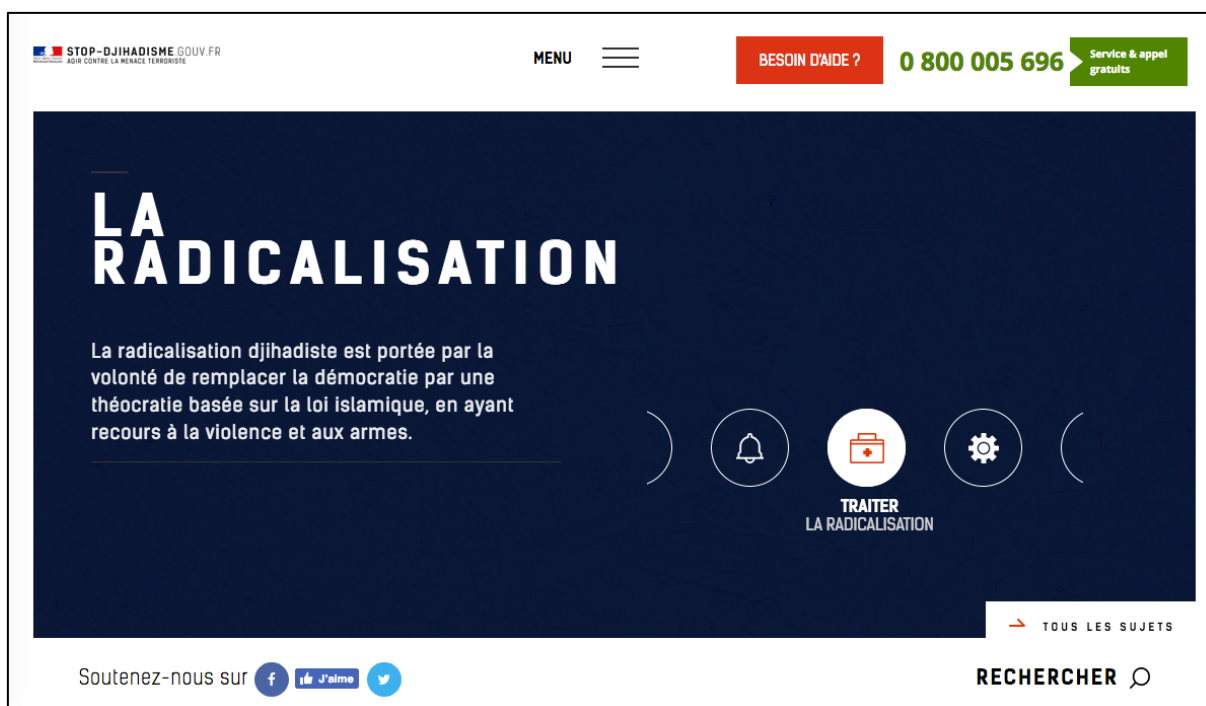 STOP-DJIHADISME.GOUV.FR
AGIR CONTRE LA MENACE TERRORISTE
MENU
BESOIN D'AIDE ?
0 800 005 696
Service & appel
gratuits
LA
RADICALISATION
La radicalisation djihadiste est portée par la
volonté de remplacer la démocratie par une
théocratie basée sur la loi islamique, en ayant
recours à la violence et aux armes.
TRAITER
LA RADICALISATION
TOUS LES SUJETS
Soutenez-nous sur
f
J'aime
RECHERCHER